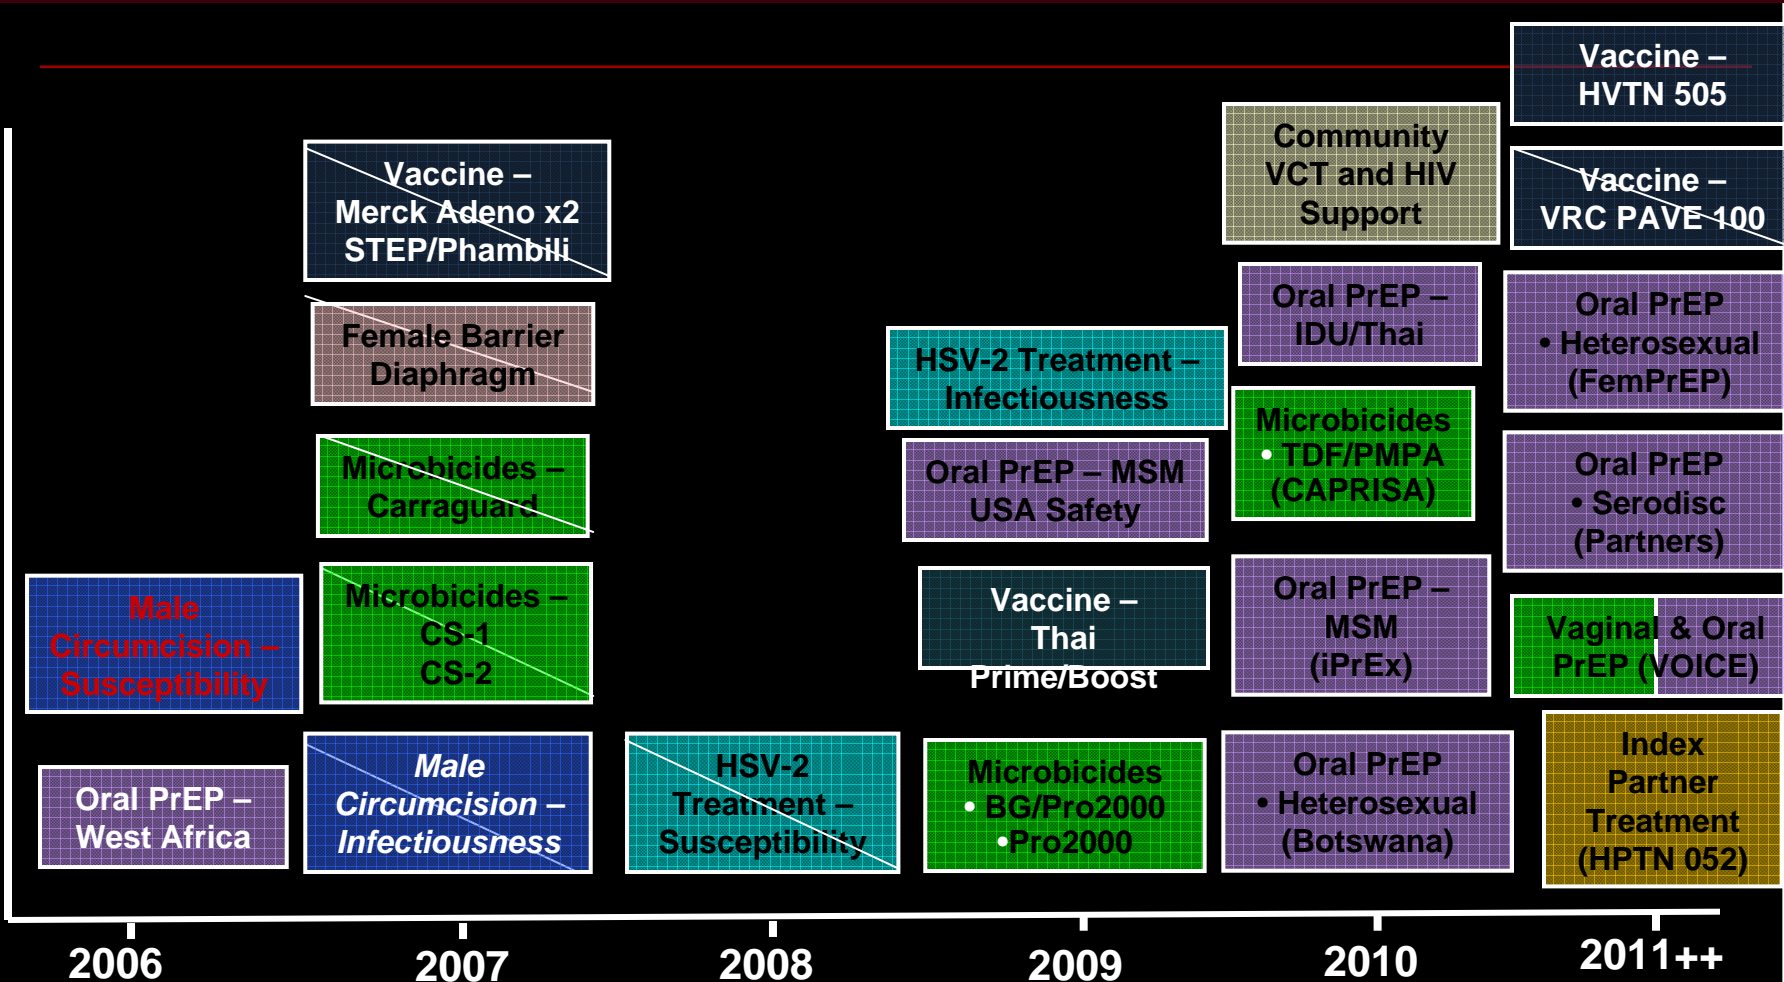 Male
Circumcision –
Susceptibility
Oral PrEP –
West Africa
Vaccine –
Merck Adeno x2
STEP/Phambili
Female Barrier
Diaphragm
Microbicides –
Carraguard
Microbicides –
CS-1
CS-2
Male
Circumcision –
Infectiousness
HSV-2
Treatment –
Susceptibility
HSV-2 Treatment –
Infectiousness
Oral PrEP – MSM
USA Safety
Vaccine –
Thai
Prime/Boost
Microbicides
• BG/Pro2000
•Pro2000
Community
VCT and HIV
Support
Oral PrEP –
IDU/Thai
Microbicides
• TDF/PMPA
(CAPRISA)
Oral PrEP –
MSM
(iPrEx)
Oral PrEP
• Heterosexual
(Botswana)
Vaccine –
HVTN 505
Vaccine –
VRC PAVE 100
Oral PrEP
• Heterosexual
(FemPrEP)
Oral PrEP
• Serodisc
(Partners)
Vaginal & Oral
PrEP (VOICE)
Index
Partner
Treatment
(HPTN 052)
2006
2007
2008
2009
2010
2011++